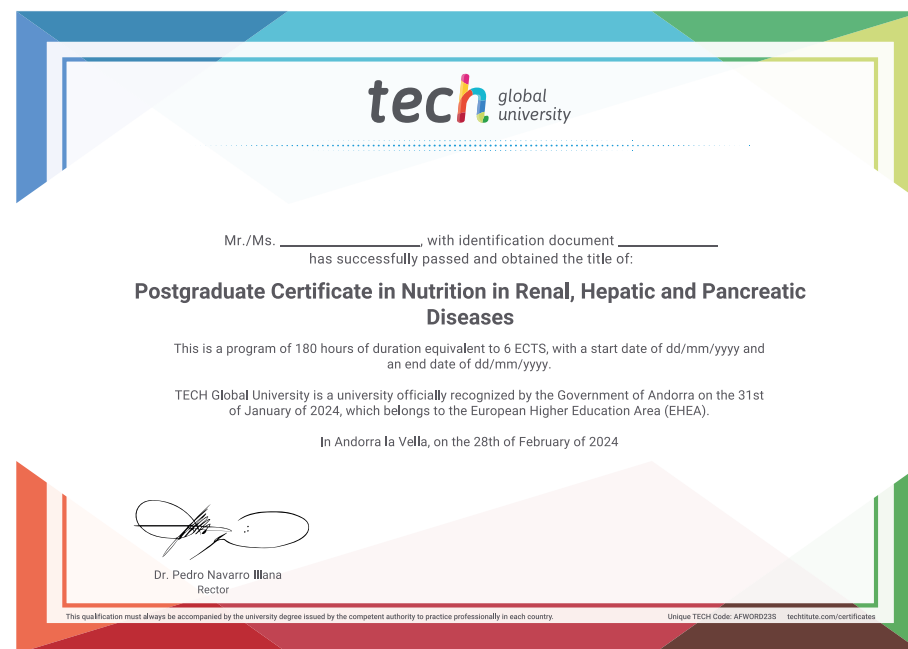 tech global university
Mr./Ms. ____________________, with identification document ______________
has successfully passed and obtained the title of:
Postgraduate Certificate in Nutrition in Renal, Hepatic and Pancreatic
Diseases
This is a program of 180 hours of duration equivalent to 6 ECTS, with a start date of dd/mm/yyyy and
an end date of dd/mm/yyyy.
TECH Global University is a university officially recognized by the Government of Andorra on the 31st
of January of 2024, which belongs to the European Higher Education Area (EHEA).
In Andorra la Vella, on the 28th of February of 2024
Dr. Pedro Navarro Illana
Rector
This qualification must always be accompanied by the university degree issued by the competent authority to practice professionally in each country. Unique TECH Code: AFWORD23S techtitute.com/certificates